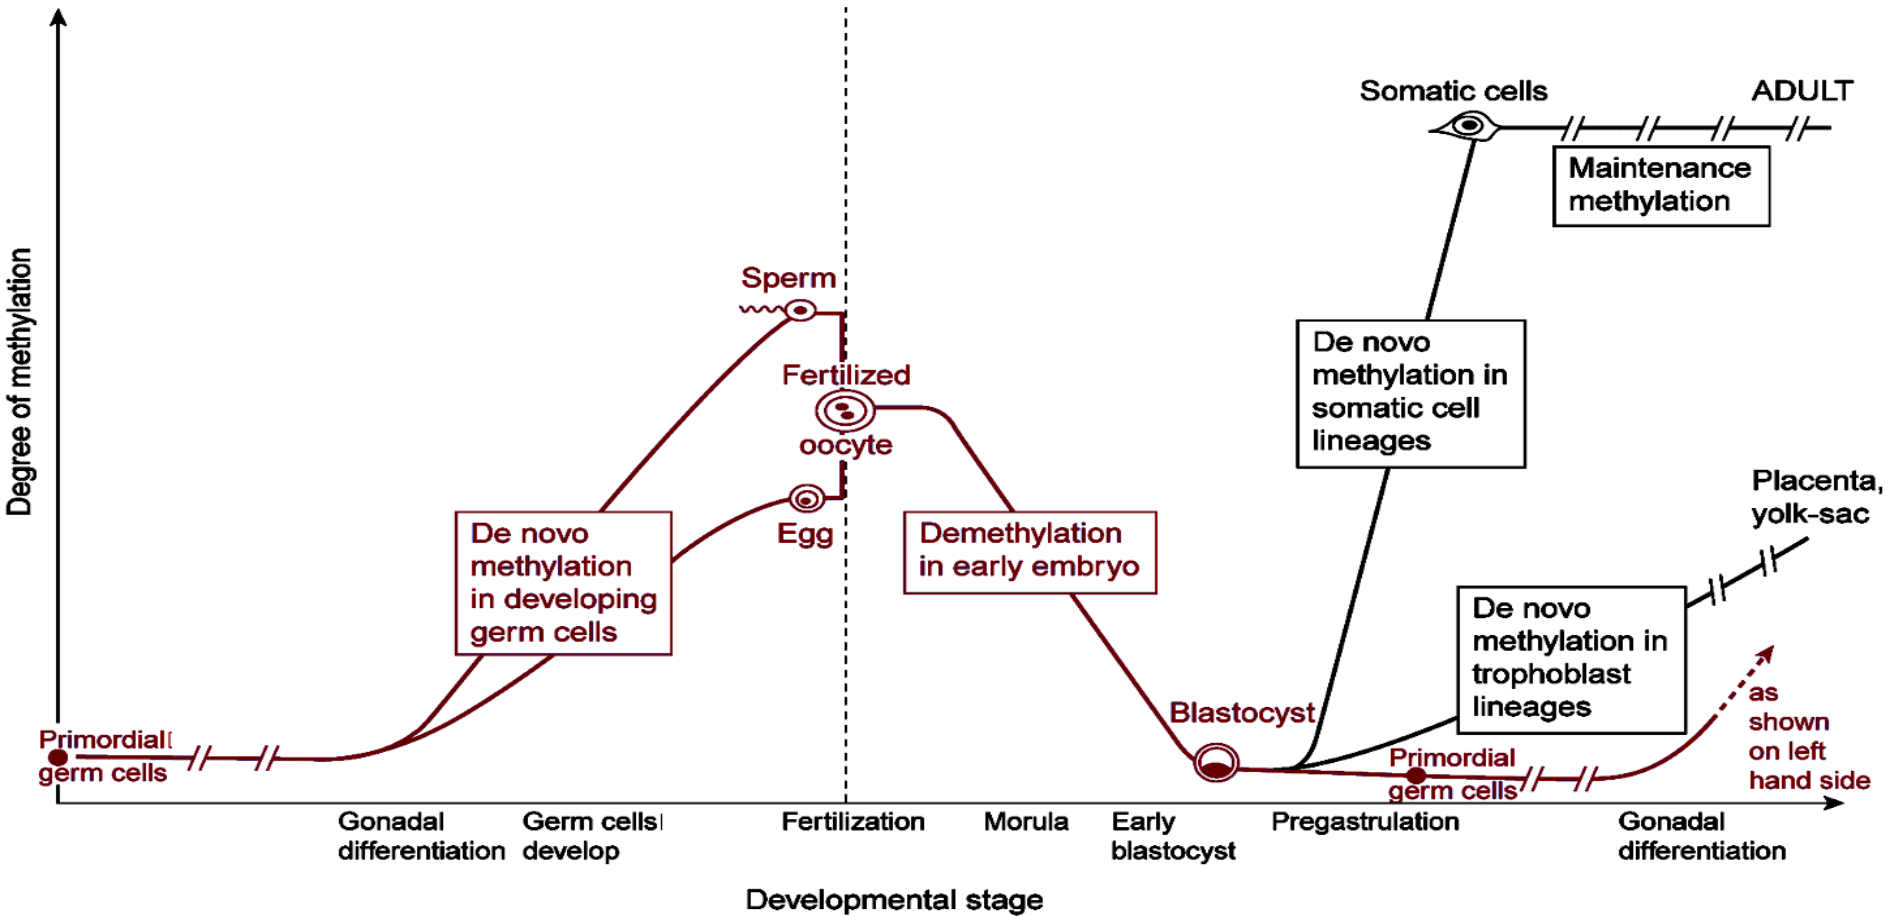 Degree of methylation
Primordial
germ cells
De novo
methylation
in developing
germ cells
Sperm
Fertilized
oocyte
Egg
Demethylation
in early embryo
Blastocyst
Somatic cells
ADULT
Maintenance
methylation
De novo
methylation in
somatic cell
lineages
Placenta,
yolk-sac
De novo
methylation in
trophoblast
lineages
Primordial
germ cells
as
shown
on left
hand side
Gonadal
differentiation
Germ cells
develop
Fertilization
Morula
Early
blastocyst
Pregastrulation
Gonadal
differentiation
Developmental stage